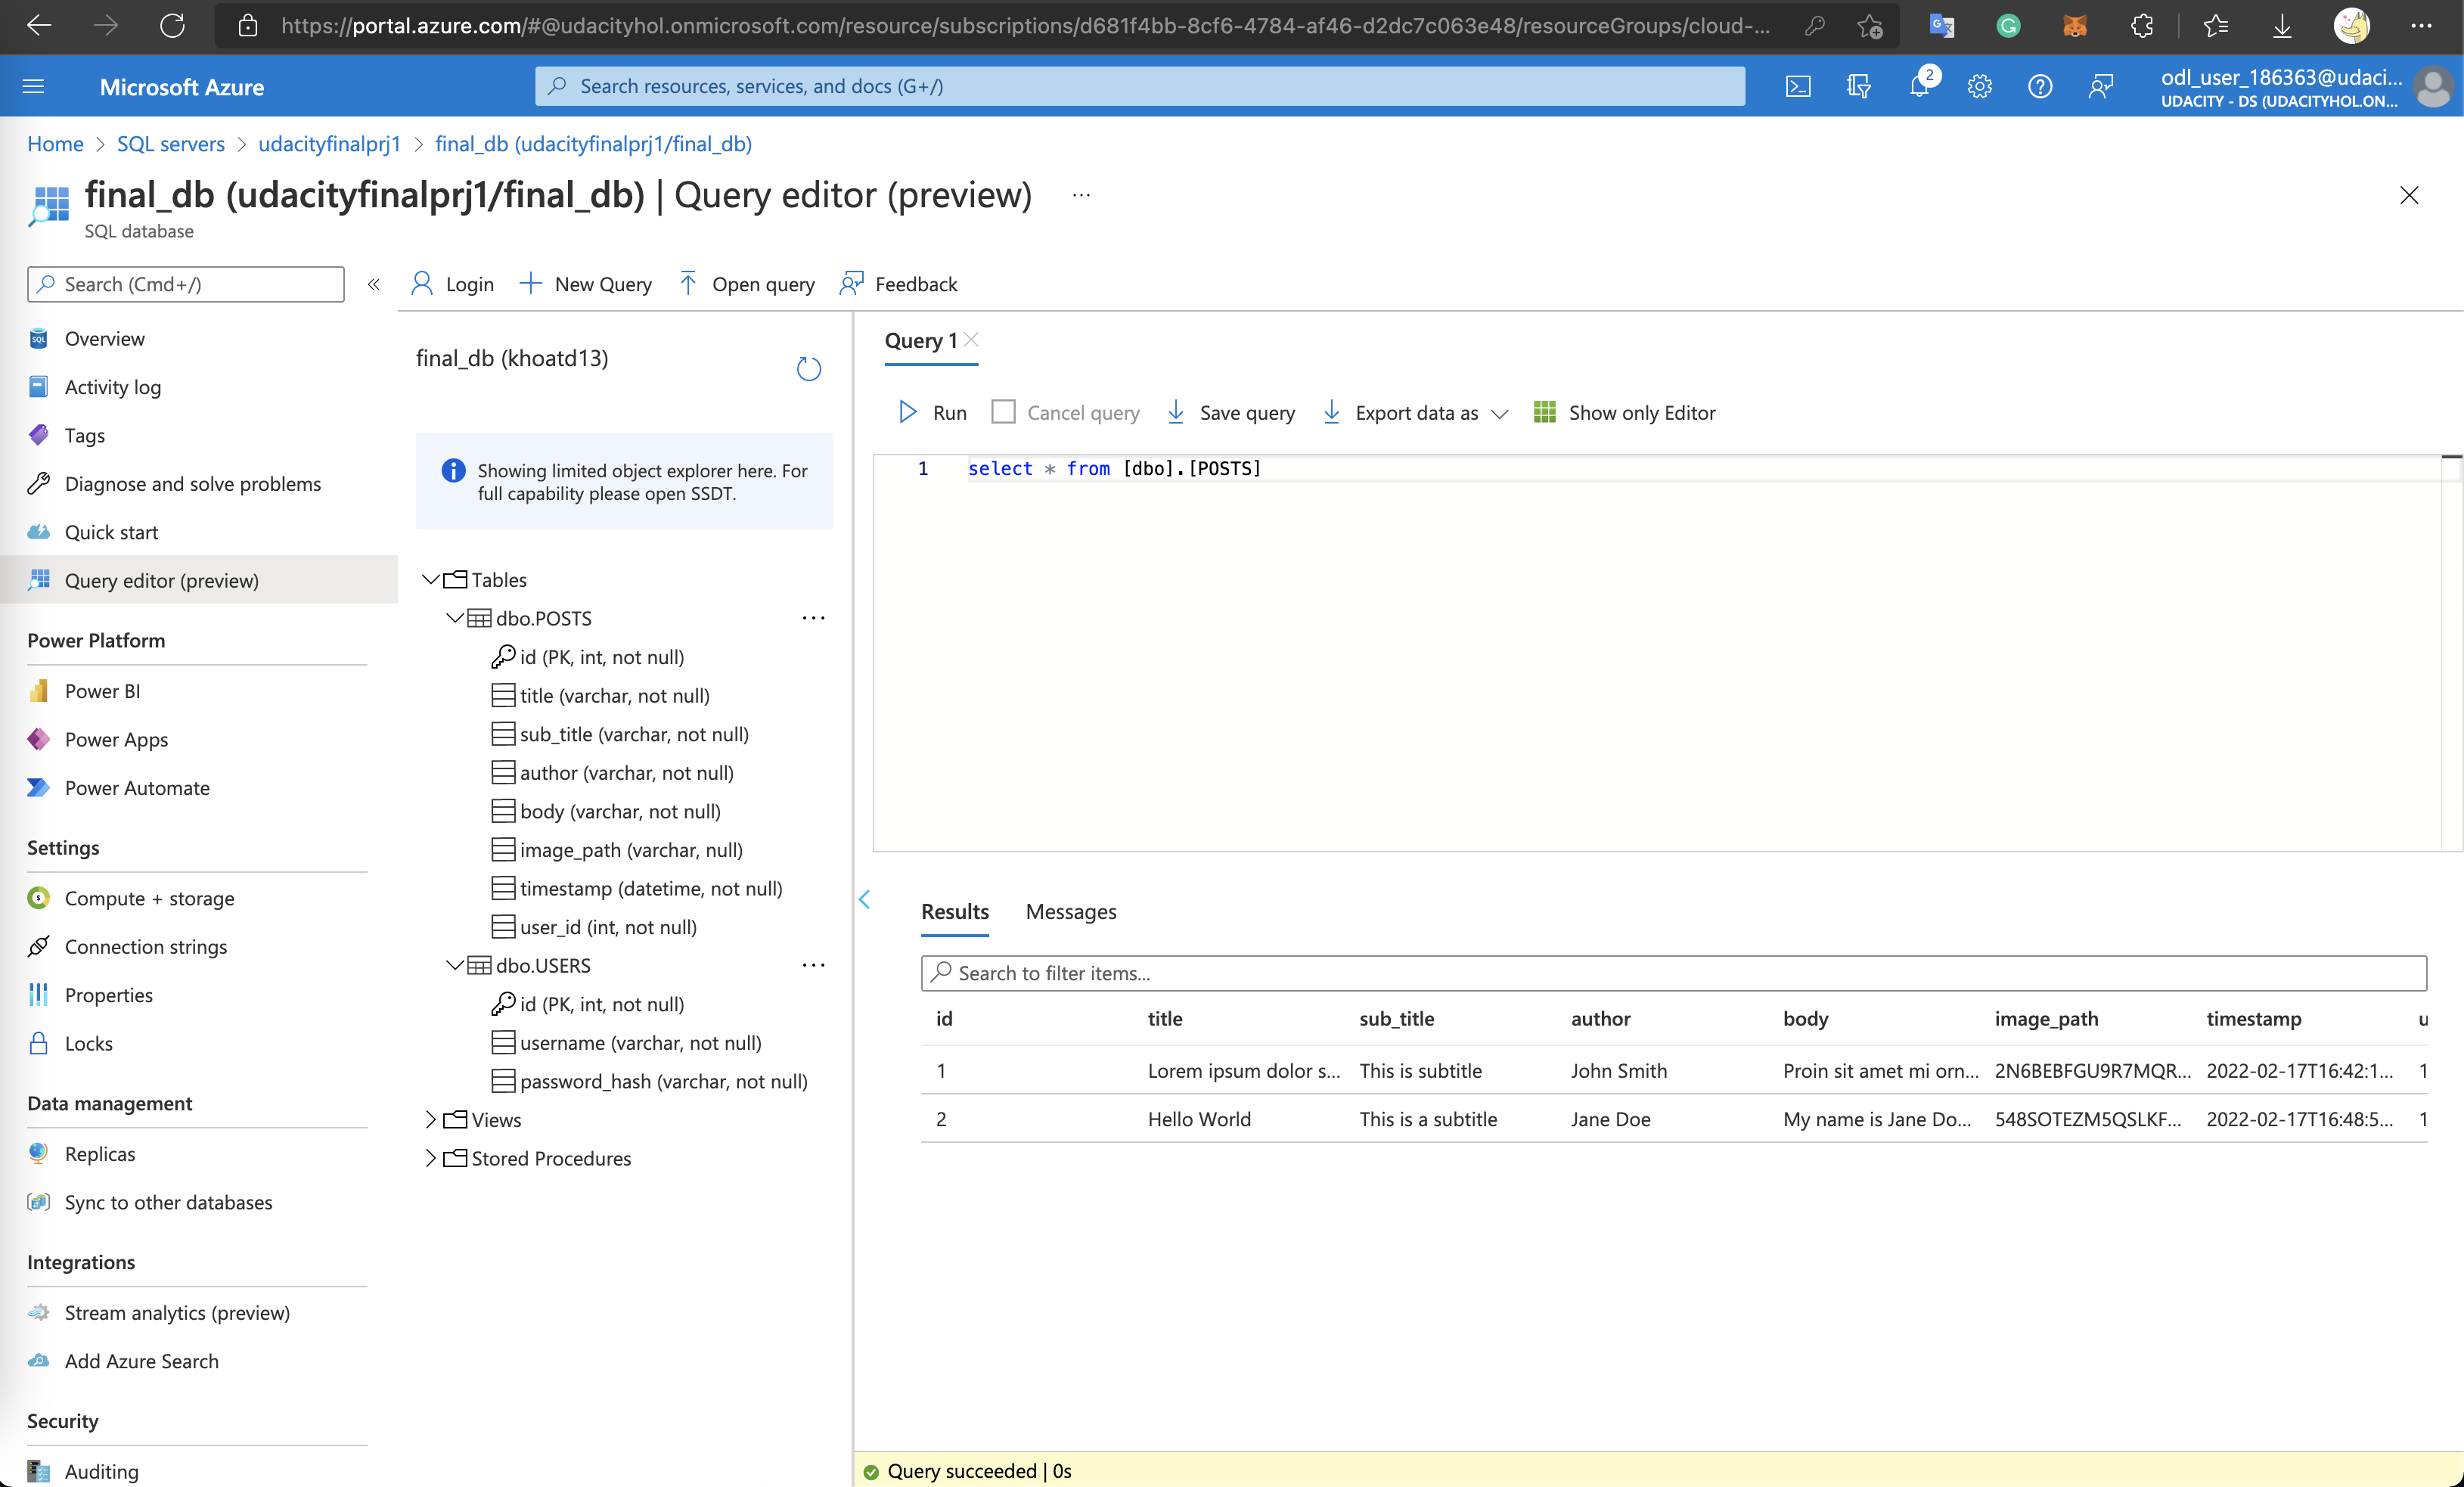 https://portal.azure.com/#@udacityhol.onmicrosoft.com/resource/subscriptions/d681f4bb-8cf6-4784-af46-d2dc7c063e48/resourceGroups/cloud-...
Microsoft Azure
Search resources, services, and docs (G+/)
2
odl_user_186363@udaci...
UDACITY - DS (UDACITYHOL.ON...
Home > SQL servers > udacityfinalprj1 > final_db (udacityfinalprj1/final_db)
final_db (udacityfinalprj1/final_db) | Query editor (preview) ...
SQL database
Search (Cmd+/)
«
Overview
Activity log
Tags
Diagnose and solve problems
Quick start
Query editor (preview)
Power Platform
Power BI
Power Apps
Power Automate
Settings
Compute + storage
Connection strings
Properties
Locks
Data management
Replicas
Sync to other databases
Integrations
Stream analytics (preview)
Add Azure Search
Security
Auditing
Login New Query Open query Feedback
final_db (khoatd13)
Showing limited object explorer here. For
full capability please open SSDT.
Tables
dbo.POSTS ...
id (PK, int, not null)
title (varchar, not null)
sub_title (varchar, not null)
author (varchar, not null)
body (varchar, not null)
image_path (varchar, null)
timestamp (datetime, not null)
user_id (int, not null)
dbo.USERS ...
id (PK, int, not null)
username (varchar, not null)
password_hash (varchar, not null)
Views
Stored Procedures
Query 1
Run Cancel query Save query Export data as Show only Editor
1 select * from [dbo].[POSTS]
Results Messages
Search to filter items...
id title sub_title author body image_path timestamp u
1 Lorem ipsum dolor s... This is subtitle John Smith Proin sit amet mi orn... 2N6BEBFGU9R7MQR... 2022-02-17T16:42:1... 1
2 Hello World This is a subtitle Jane Doe My name is Jane Do... 548SOTEZM5QSLKF... 2022-02-17T16:48:5... 1
Query succeeded | 0s